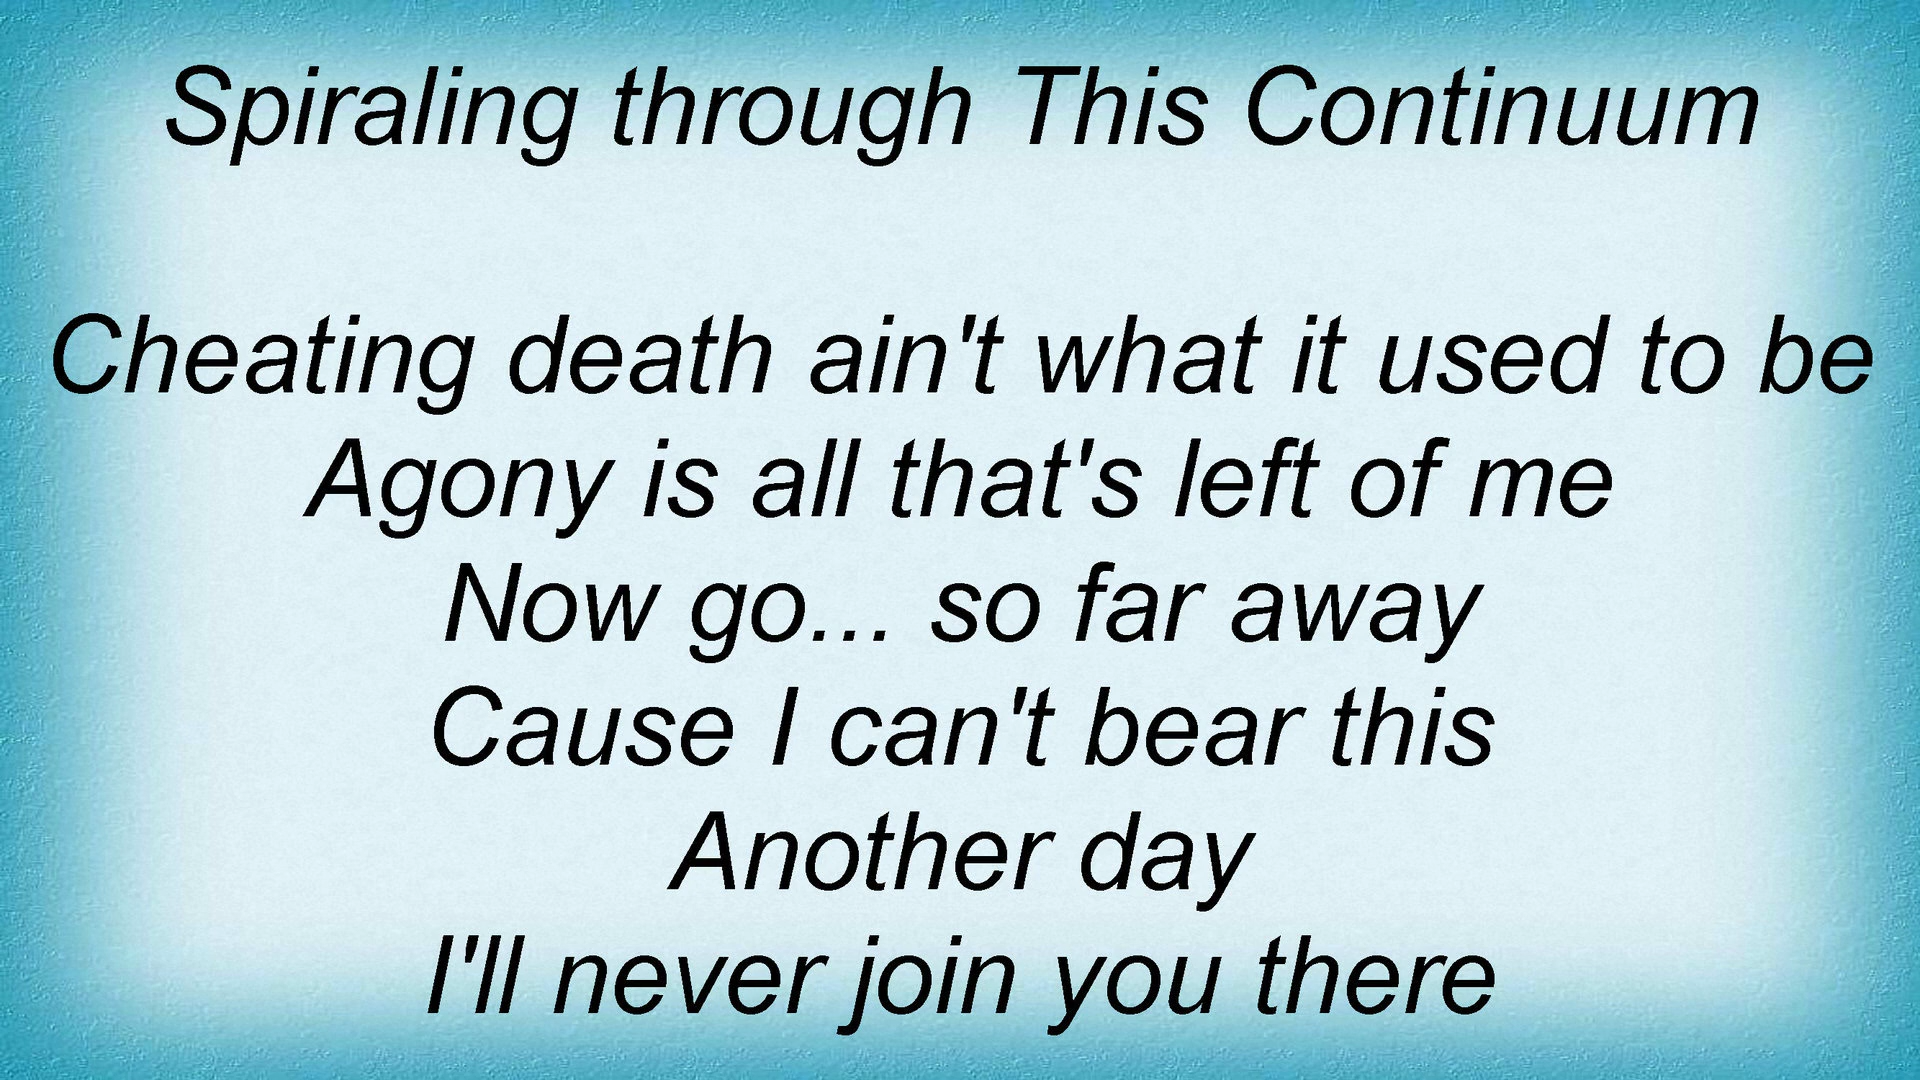 Spiraling through This Continuum
Cheating death ain't what it used to be
Agony is all that's left of me
Now go... so far away
Cause I can't bear this
Another day
I'll never join you there